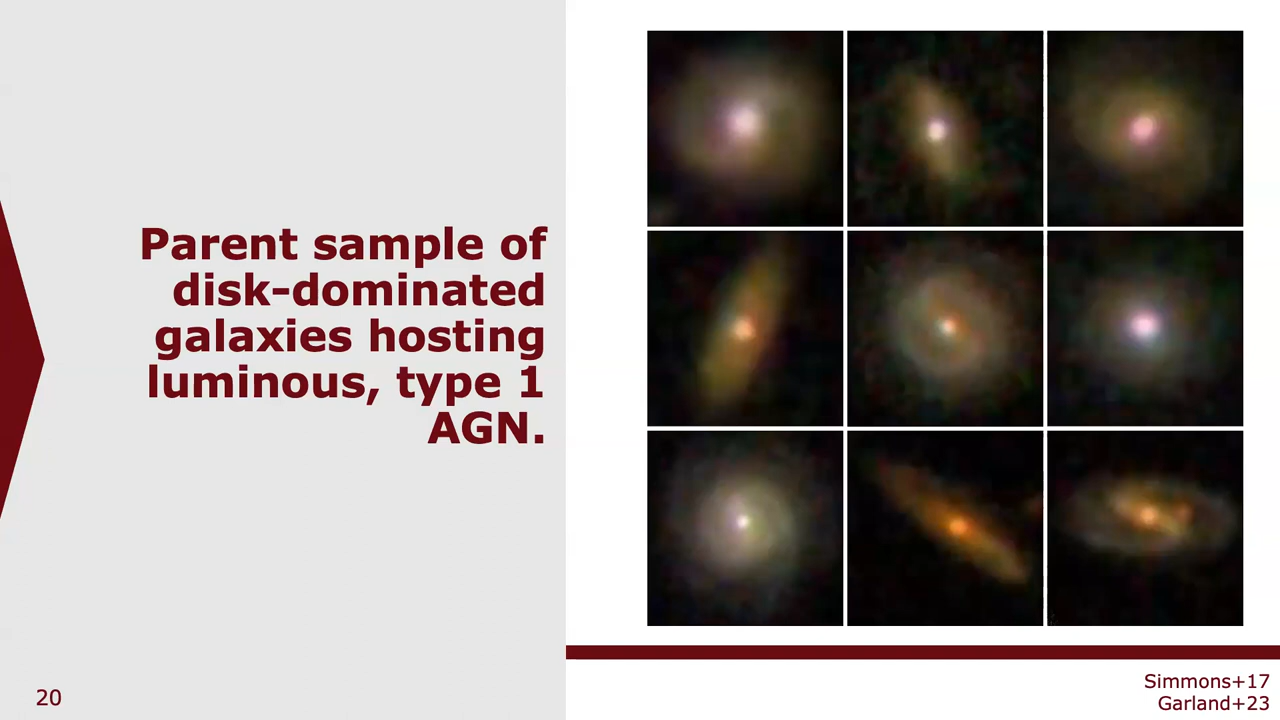 Parent sample of
disk-dominated
galaxies hosting
luminous, type 1
AGN.
20
Simmons+17
Garland+23